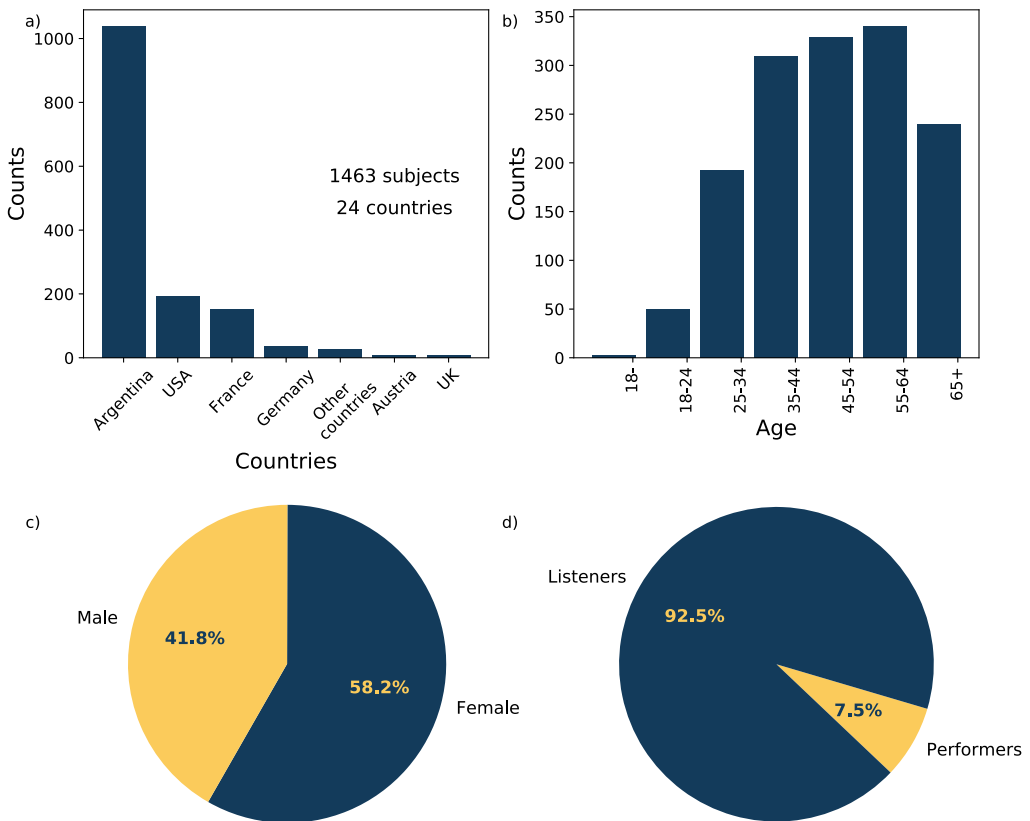 a)
Counts
1000
800
600
400
200
0
1463 subjects
24 countries
Argentina
USA
France
Germany
Other
countries
Austria
UK
Countries
b)
Counts
350
300
250
200
150
100
50
0
18-
18-24
25-34
35-44
45-54
55-64
65+
Age
c)
Male
41.8%
58.2%
Female
d)
Listeners
92.5%
7.5%
Performers